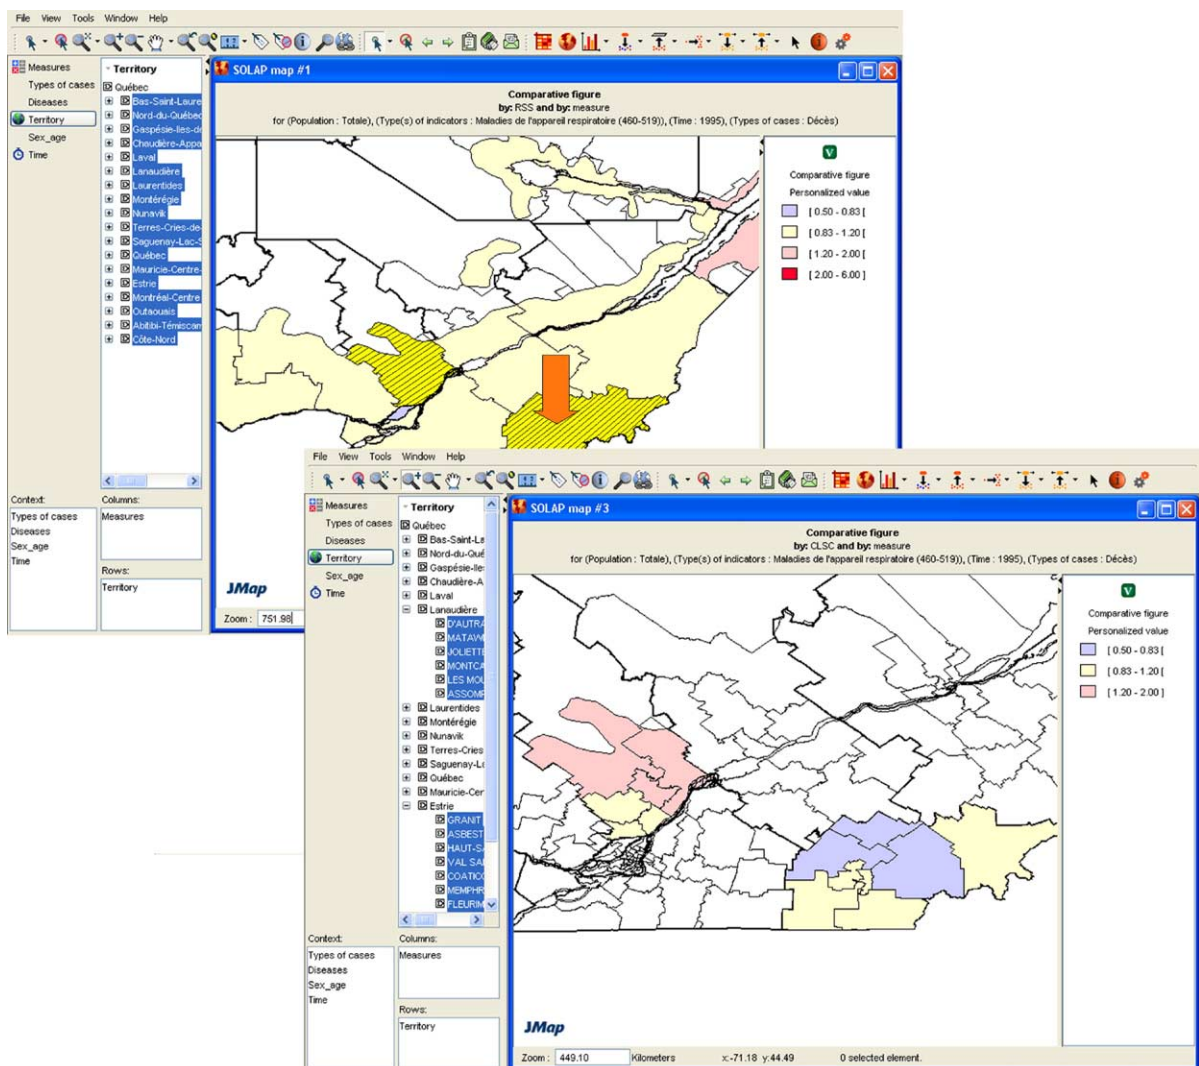 File View Tools Window Help
Measures
Types of cases
Diseases
Territory
Sex_age
Time
Territory
Québec
Bas-Saint-Laure
Nord-du-Québec
Gaspésie-Iles-de
Chaudière-Appa
Laval
Lanaudière
Laurentides
Montérégie
Nunavik
Terres-Cries-de-
Saguenay-Lac-S
Québec
Mauricie-Centre-
Estrie
Montréal-Centre
Outaouais
Abitibi-Témiscam
Côte-Nord
SOLAP map #1
Comparative figure
by: RSS and by: measure
for (Population : Totale), (Type(s) of indicators : Maladies de l'appareil respiratoire (460-519)), (Time : 1995), (Types of cases : Décès)
V
Comparative figure
Personalized value
[ 0.50 - 0.83 [
[ 0.83 - 1.20 [
[ 1.20 - 2.00 [
[ 2.00 - 6.00 ]
Context:
Types of cases
Diseases
Sex_age
Time
Columns:
Measures
Rows:
Territory
JMap
Zoom : 751.98
File View Tools Window Help
Measures
Types of cases
Diseases
Territory
Sex_age
Time
Territory
Québec
Bas-Saint-La
Nord-du-Qué
Gaspésie-Iles
Chaudière-A
Laval
Lanaudière
D'AUTRA
MATAWI
JOLIETTE
MONTCA
LES MOU
ASSOMP
Laurentides
Montérégie
Nunavik
Terres-Cries
Saguenay-La
Québec
Mauricie-Cen
Estrie
GRANIT
ASBEST
HAUT-SA
VAL SAI
COATICO
MEMPHR
FLEURIM
SOLAP map #3
Comparative figure
by: CLSC and by: measure
for (Population : Totale), (Type(s) of indicators : Maladies de l'appareil respiratoire (460-519)), (Time : 1995), (Types of cases : Décès)
V
Comparative figure
Personalized value
[ 0.50 - 0.83 [
[ 0.83 - 1.20 [
[ 1.20 - 2.00 ]
Context:
Types of cases
Diseases
Sex_age
Time
Columns:
Measures
Rows:
Territory
JMap
Zoom : 449.10 Kilometers x:-71.18 y:44.49 0 selected element.